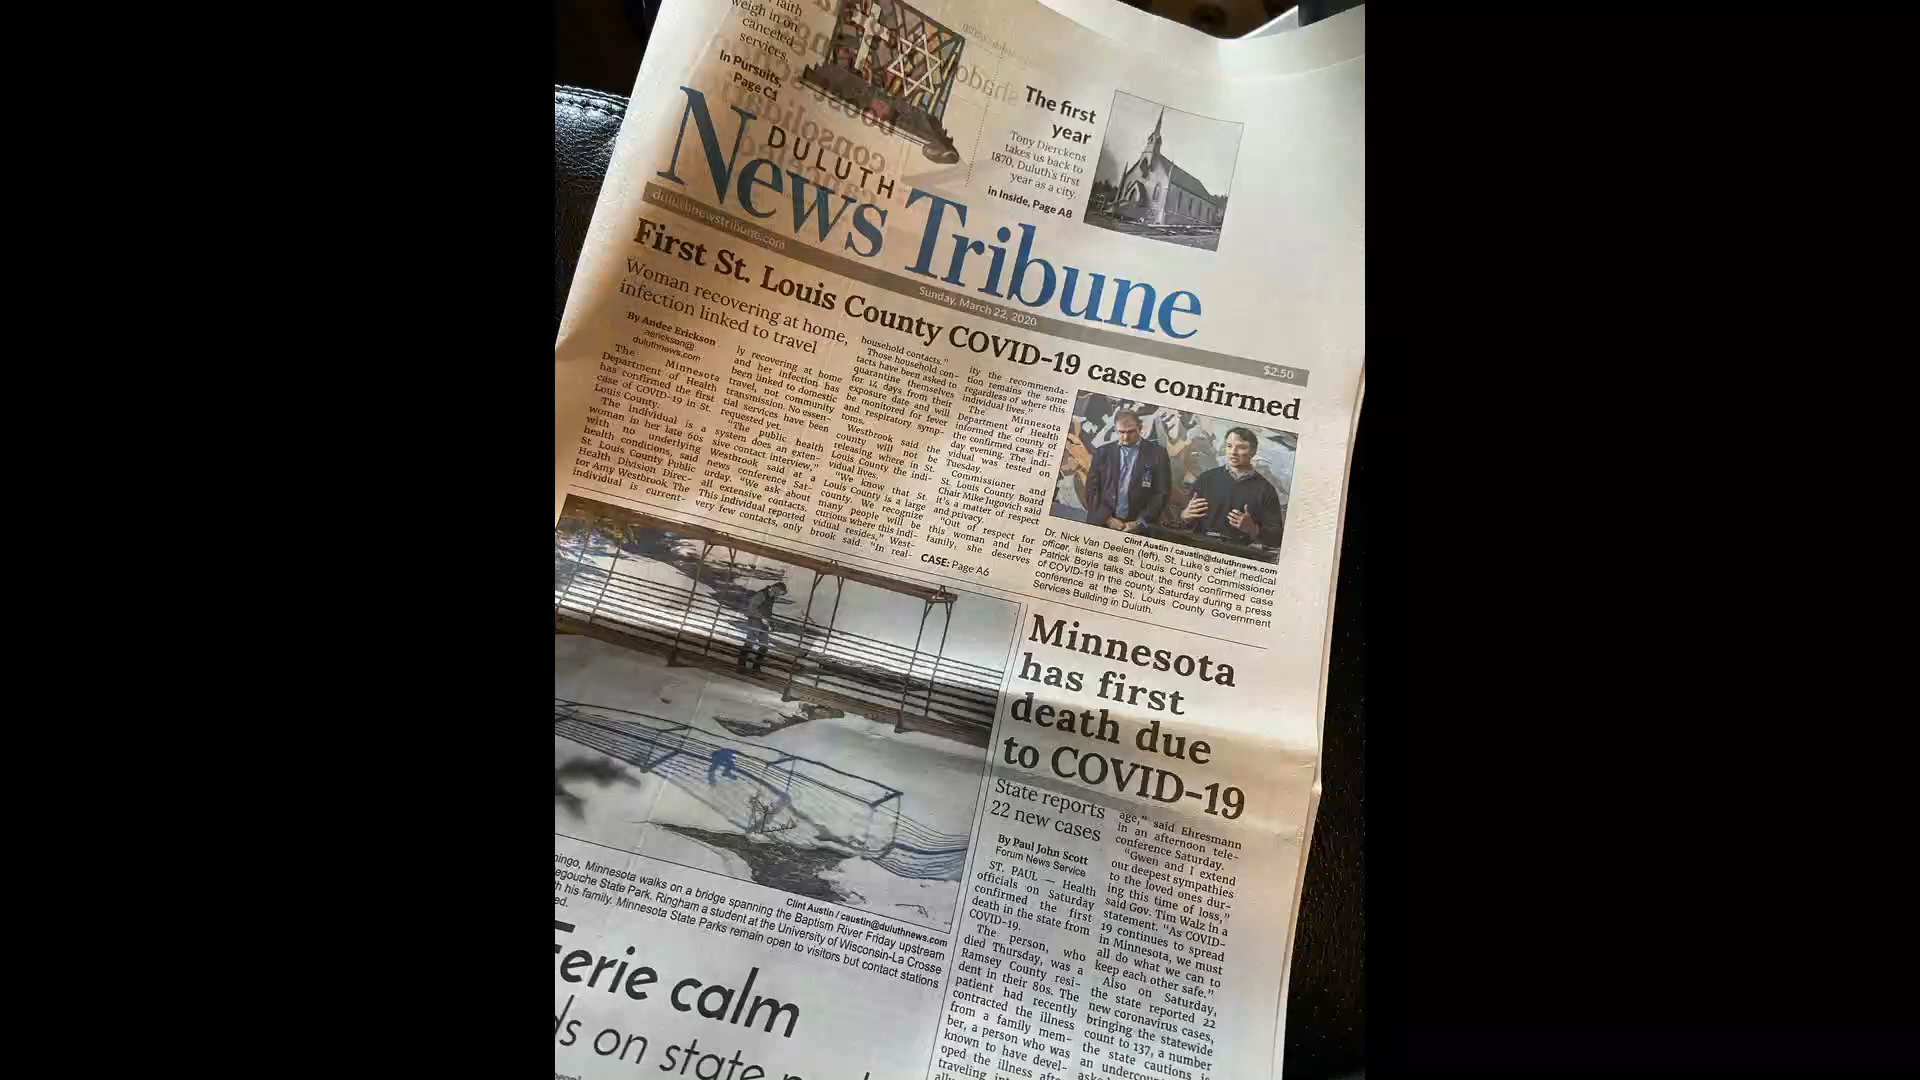 weigh in on
canceled
services.
In Pursuits,
Page C1
The first
year
Tony Dierckens
takes us back to
1870, Duluth's first
year as a city.
in Inside, Page A8
DULUTH
News Tribune
duluthnewstribune.com
Sunday, March 22, 2020
$2.50
First St. Louis County COVID-19 case confirmed
Woman recovering at home,
infection linked to travel
By Andee Erickson
aerickson@
duluthnews.com
The Minnesota
Department of Health
has confirmed the first
case of COVID-19 in St.
Louis County.
The individual is a
woman in her late 60s
with no underlying
health conditions, said
St. Louis County Public
Health Division Direc-
tor Amy Westbrook. The
individual is current-
ly recovering at home
and her infection has
been linked to domestic
travel, not community
transmission. No essen-
tial services have been
requested yet.
"The public health
system does an exten-
sive contact interview,"
Westbrook said at a
news conference Sat-
urday. "We ask about
all extensive contacts.
This individual reported
very few contacts, only
household contacts."
Those household con-
tacts have been asked to
quarantine themselves
for 14 days from their
exposure date and will
be monitored for fever
and respiratory symp-
toms.
Westbrook said the
county will not be
releasing where in St.
Louis County the indi-
vidual lives.
"We know that St.
Louis County is a large
county. We recognize
many people will be
curious where this indi-
vidual resides," West-
brook said. "In real-
ity the recommenda-
tion remains the same
regardless of where this
individual lives."
The Minnesota
Department of Health
informed the county of
the confirmed case Fri-
day evening. The indi-
vidual was tested on
Tuesday.
Commissioner and
St. Louis County Board
Chair Mike Jugovich said
it's a matter of respect
and privacy.
"Out of respect for
this woman and her
family, she deserves
CASE: Page A6
Clint Austin / caustin@duluthnews.com
Dr. Nick Van Deelen (left), St. Luke's chief medical
officer, listens as St. Louis County Commissioner
Patrick Boyle talks about the first confirmed case
of COVID-19 in the county Saturday during a press
conference at the St. Louis County Government
Services Building in Duluth.
Minnesota
has first
death due
to COVID-19
State reports
22 new cases
By Paul John Scott
Forum News Service
ST. PAUL — Health
officials on Saturday
confirmed the first
death in the state from
COVID-19.
The person, who
died Thursday, was a
Ramsey County resi-
dent in their 80s. The
patient had recently
contracted the illness
from a family mem-
ber, a person who was
known to have devel-
oped the illness after
traveling
age," said Ehresmann
in an afternoon tele-
conference Saturday.
"Gwen and I extend
our deepest sympathies
to the loved ones dur-
ing this time of loss,"
said Gov. Tim Walz in a
statement. "As COVID-
19 continues to spread
in Minnesota, we must
all do what we can to
keep each other safe."
Also on Saturday,
the state reported 22
new coronavirus cases,
bringing the statewide
count to 137, a number
the state cautions is
an
Clint Austin / caustin@duluthnews.com
Minnesota walks on a bridge spanning the Baptism River Friday upstream
State Park. Ringham a student at the University of Wisconsin-La Crosse
his family. Minnesota State Parks remain open to visitors but contact stations
Eerie calm
on state